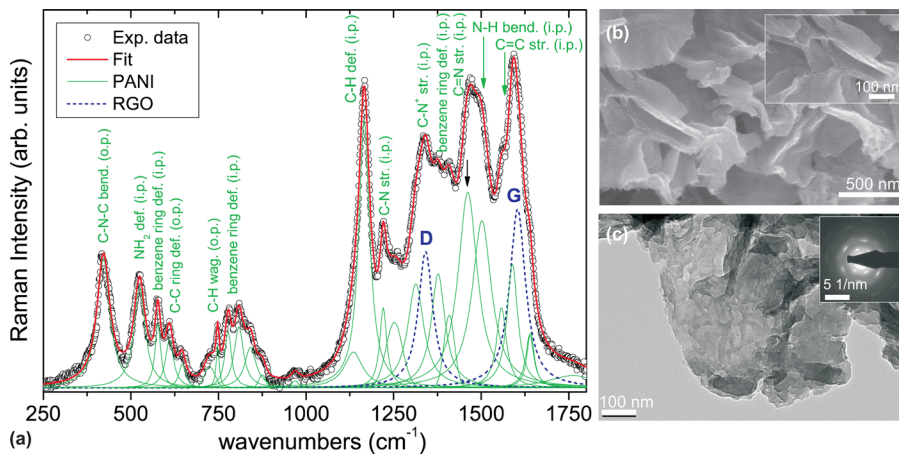 Raman Intensity (arb. units)
Exp. data
Fit
PANI
RGO
C-N-C bend. (o.p.)
NH2 def. (i.p.)
benzene ring def. (i.p.)
C-C ring def. (o.p.)
C-H wag. (o.p.)
benzene ring def. (i.p.)
C-H def. (i.p.)
C-N str. (i.p.)
C-N+ str. (i.p.)
benzene ring def. (i.p.)
C=N str. (i.p.)
N-H bend. (i.p.)
C=C str. (i.p.)
D
G
250 500 750 1000 1250 1500 1750
(a)
wavenumbers (cm-1)
(b)
100 nm
500 nm
(c)
5 1/nm
100 nm